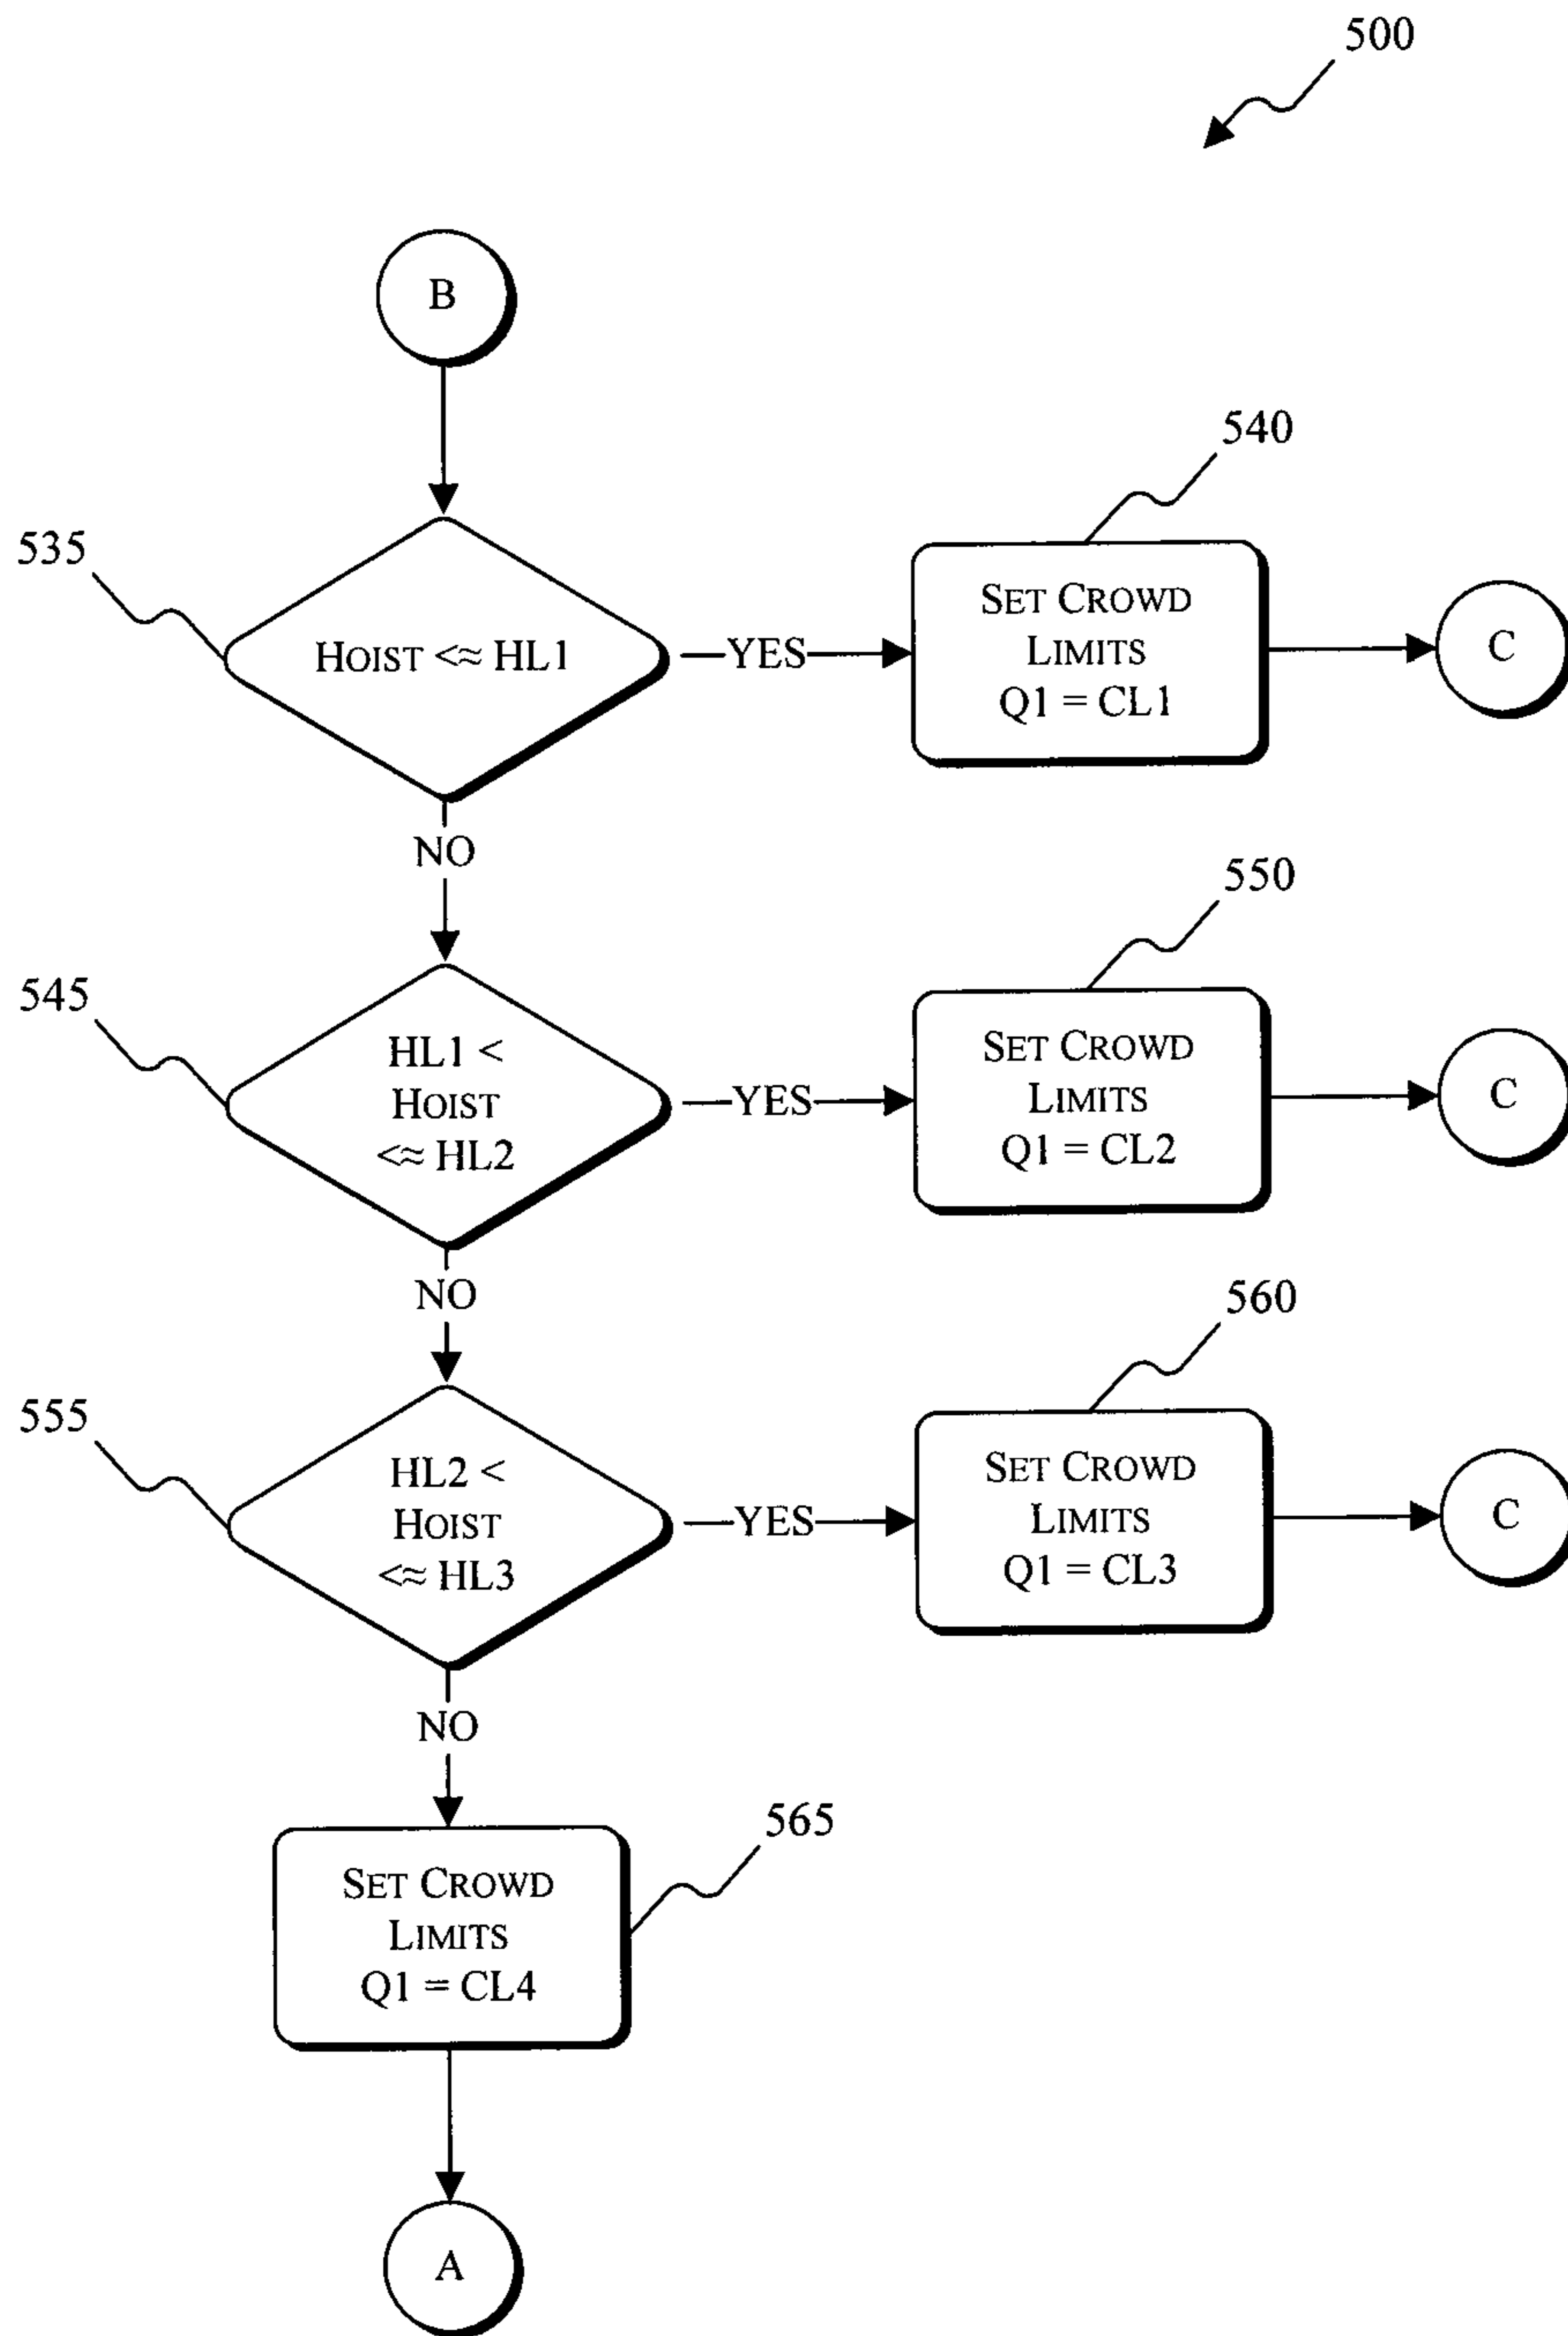 500
B
540
535
HOIST <≈ HL1
YES
SET CROWD
LIMITS
Q1 = CL1
C
NO
550
545
HL1 <
HOIST
<≈ HL2
YES
SET CROWD
LIMITS
Q1 = CL2
C
NO
560
555
HL2 <
HOIST
<≈ HL3
YES
SET CROWD
LIMITS
Q1 = CL3
C
NO
565
SET CROWD
LIMITS
Q1 = CL4
A